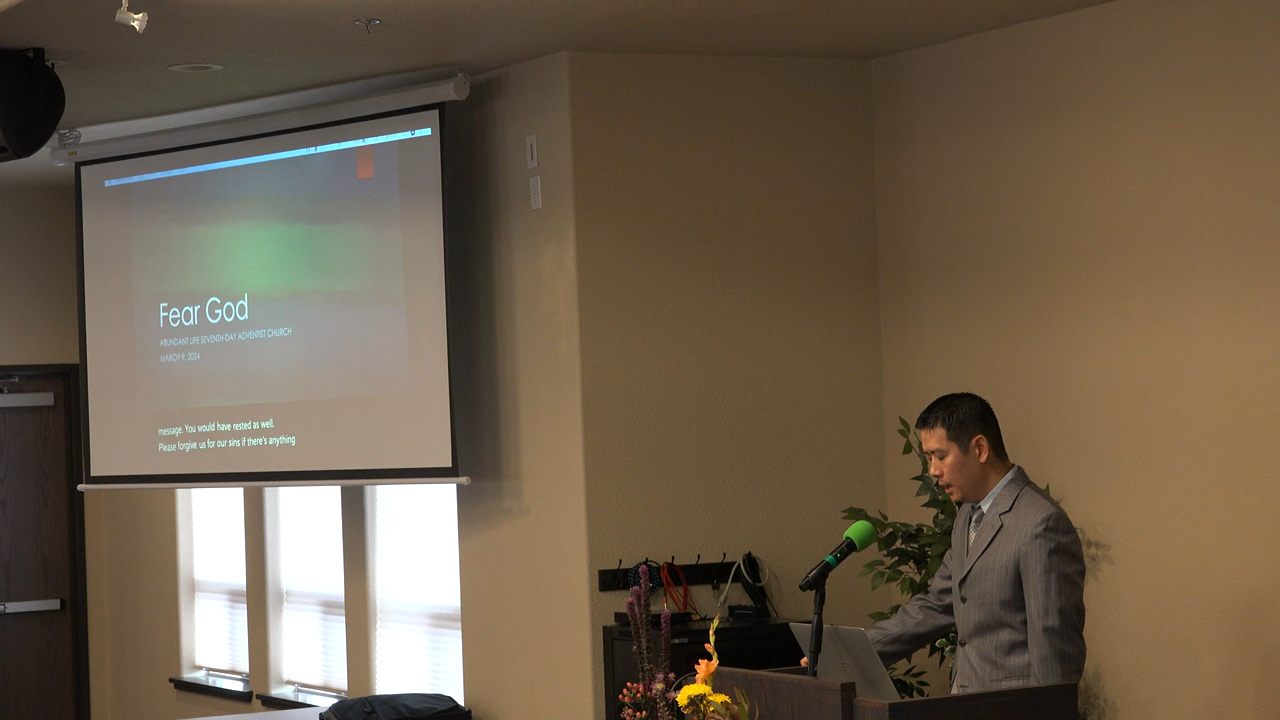 Fear God
ABUNDANT LIFE SEVENTH-DAY ADVENTIST CHURCH
MARCH 9, 2024
message. You would have rested as well.
Please forgive us for our sins if there's anything